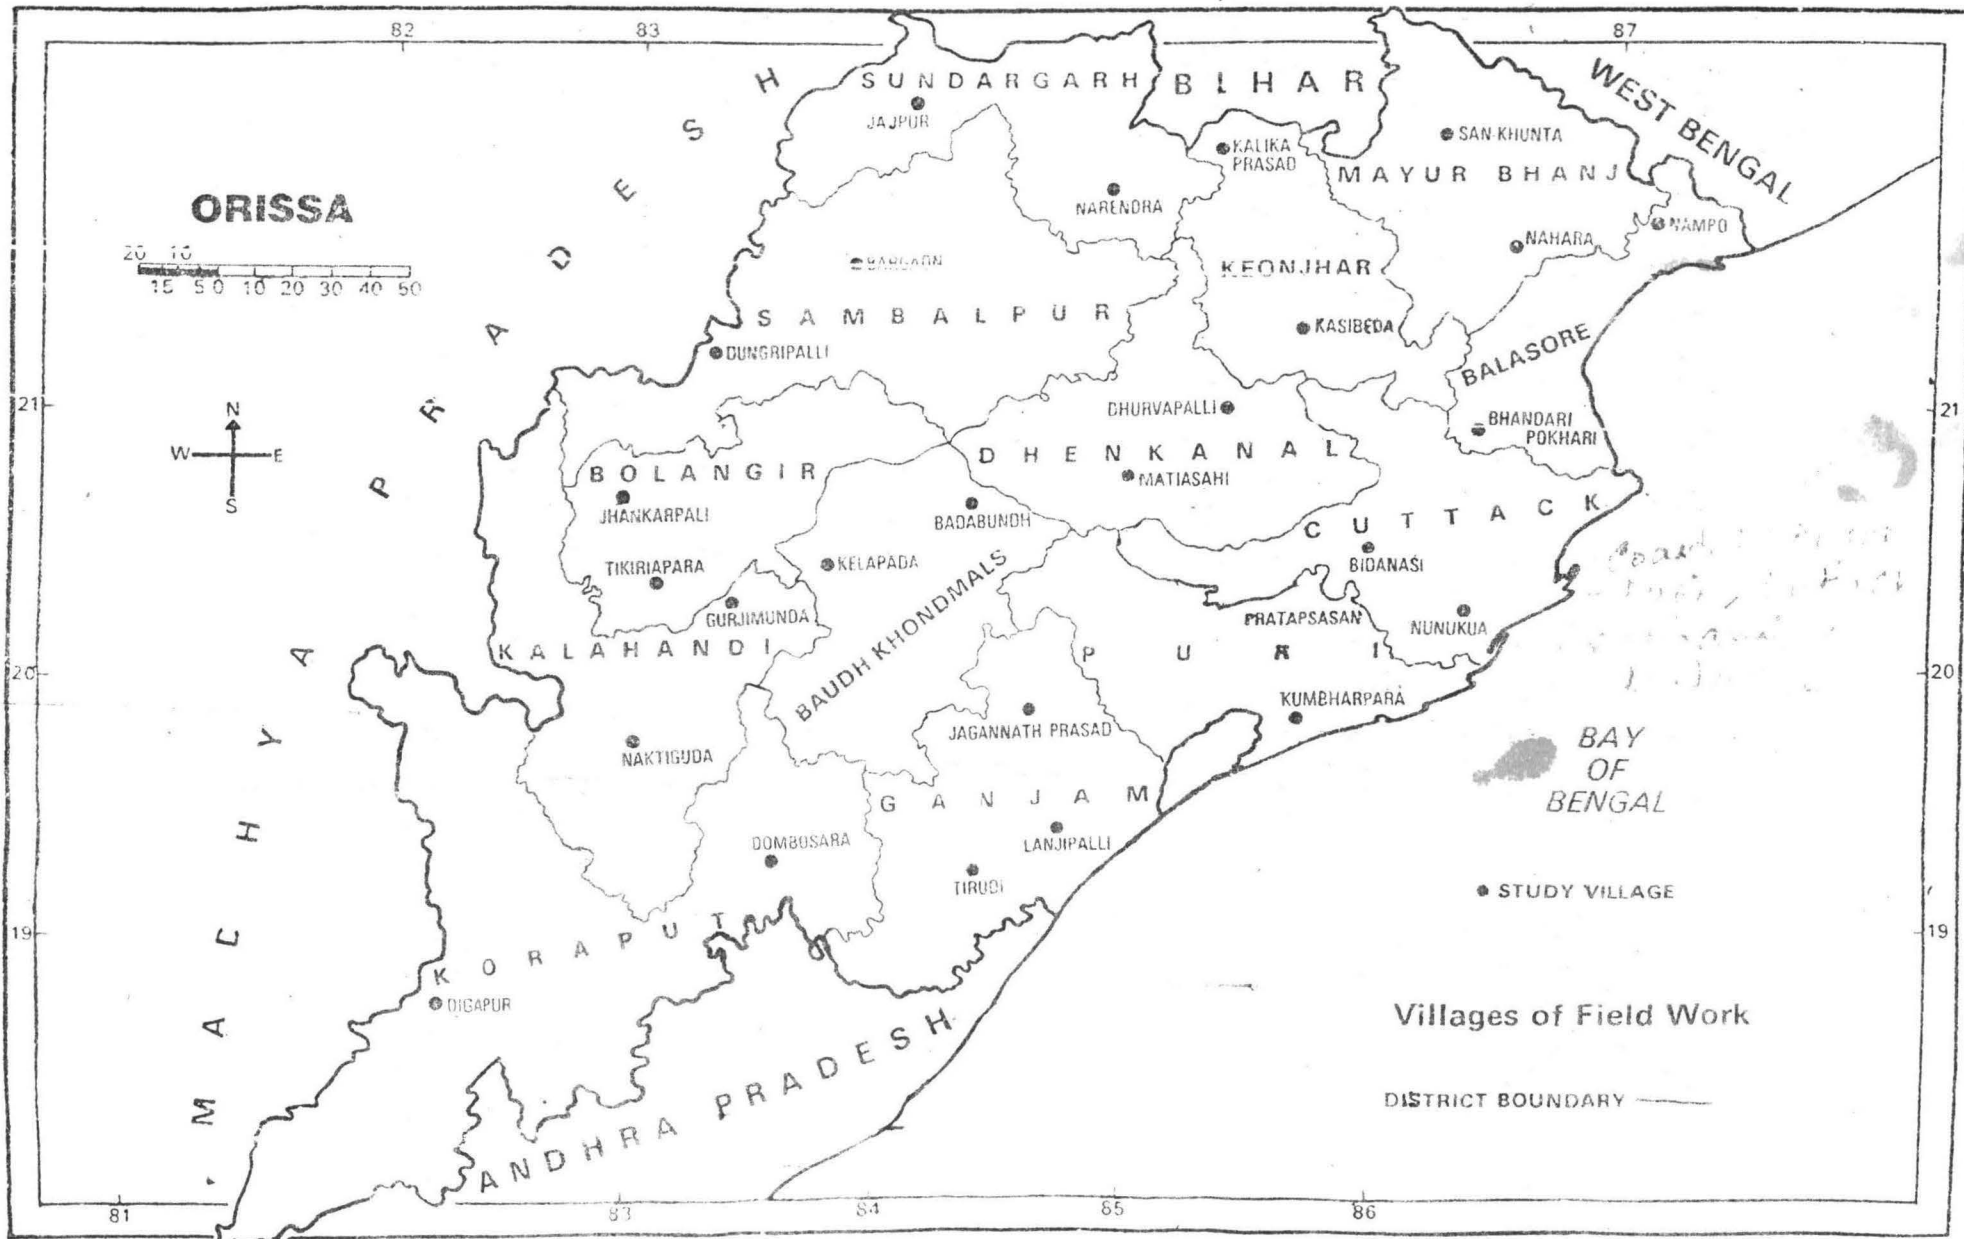 82 83 87
SUNDARGARH
BIHAR
WEST BENGAL
JAJPUR
KALIKA
PRASAD
SAN-KHUNTA
MAYUR BHANJ
NARENDRA
NAMPO
NAHARA
ORISSA
20 10
15 5 0 10 20 30 40 50
BARGAON
KEONJHAR
SAMBALPUR
KASIBEDA
DUNGRIPALLI
BALASORE
MADHYA PRADESH
21 21
N
W E
S
DHURVAPALLI
BHANDARI
POKHARI
DHENKANAL
BOLANGIR
MATIASAHI
JHANKARPALI
BADABUNDH
CUTTACK
BIDANASI
TIKIRIAPARA
KELAPADA
GURJIMUNDA
PRATAPSASAN
NUNUKUA
KALAHANDI
BAUDH KHONDMALS
PURI
20 20
KUMBHARPARA
JAGANNATH PRASAD
NAKTIGUDA
BAY
OF
BENGAL
GANJAM
DOMBOSARA
LANJIPALLI
TIRUDI
STUDY VILLAGE
19 19
KORAPUT
DIGAPUR
Villages of Field Work
ANDHRA PRADESH
DISTRICT BOUNDARY
81 83 84 85 86